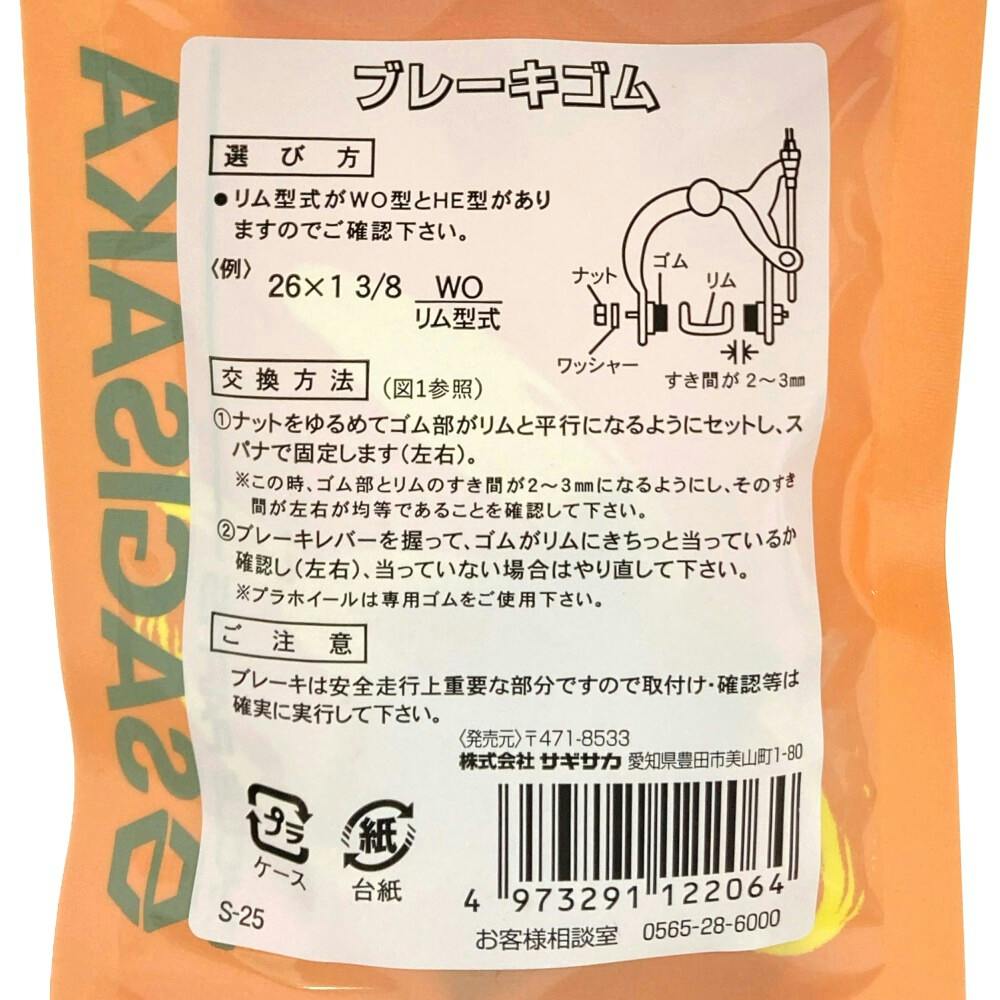 ブレーキゴム
選び方
●リム型式がWO型とHE型があり
ますのでご確認下さい。
〈例〉 26×1 3/8 WO
リム型式
ナット
ゴム
リム
ワッシャー
すき間が2～3㎜
交換方法 (図1参照)
①ナットをゆるめてゴム部がリムと平行になるようにセットし、ス
パナで固定します(左右)。
※この時、ゴム部とリムのすき間が2～3㎜になるようにし、そのすき
間が左右が均等であることを確認して下さい。
②ブレーキレバーを握って、ゴムがリムにきちっと当っているか
確認し(左右)、当っていない場合はやり直して下さい。
※プラホイールは専用ゴムをご使用下さい。
ご注意
ブレーキは安全走行上重要な部分ですので取付け・確認等は
確実に実行して下さい。
〈発売元〉〒471-8533
株式会社 サギサカ 愛知県豊田市美山町1-80
プラ
ケース
紙
台紙
S-25
4 973291 122064
お客様相談室 0565-28-6000
SAGISAKA